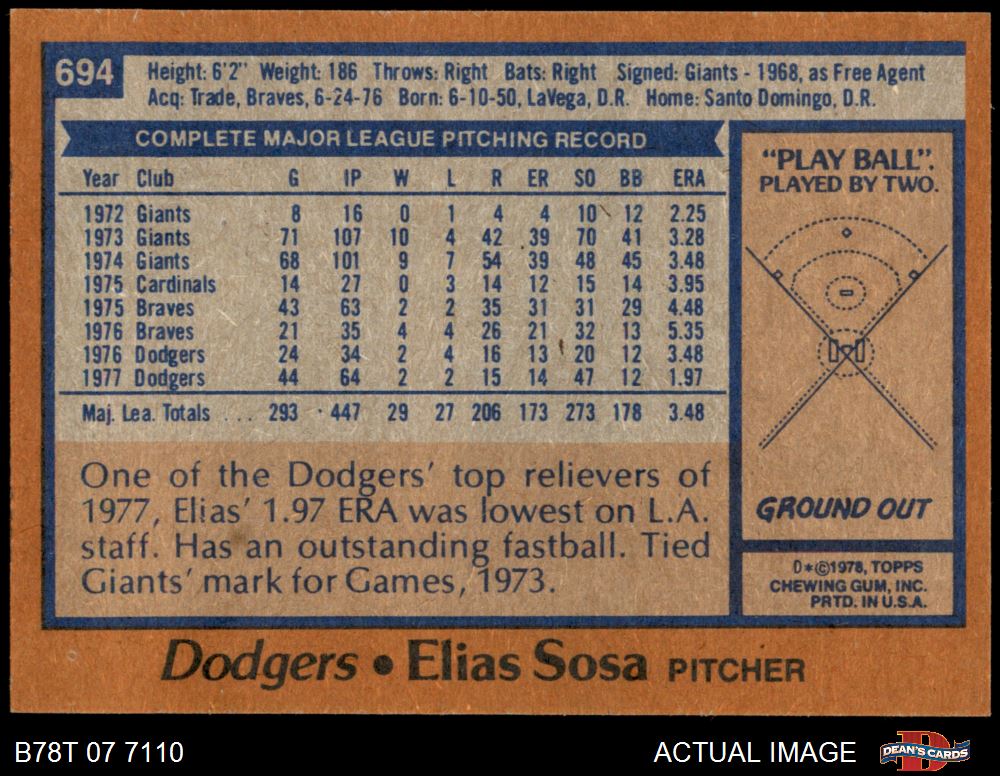 694
Height: 6'2" Weight: 186 Throws: Right Bats: Right Signed: Giants - 1968, as Free Agent
Acq: Trade, Braves, 6-24-76 Born: 6-10-50, LaVega, D.R. Home: Santo Domingo, D.R.
COMPLETE MAJOR LEAGUE PITCHING RECORD
Year Club G IP W L R ER SO BB ERA
1972 Giants 8 16 0 1 4 4 10 12 2.25
1973 Giants 71 107 10 4 42 39 70 41 3.28
1974 Giants 68 101 9 7 54 39 48 45 3.48
1975 Cardinals 14 27 0 3 14 12 15 14 3.95
1975 Braves 43 63 2 2 35 31 31 29 4.48
1976 Braves 21 35 4 4 26 21 32 13 5.35
1976 Dodgers 24 34 2 4 16 13 20 12 3.48
1977 Dodgers 44 64 2 2 15 14 47 12 1.97
Maj. Lea. Totals ... 293 447 29 27 206 173 273 178 3.48
One of the Dodgers' top relievers of
1977, Elias' 1.97 ERA was lowest on L.A.
staff. Has an outstanding fastball. Tied
Giants' mark for Games, 1973.
"PLAY BALL".
PLAYED BY TWO.
GROUND OUT
0*©1978, TOPPS
CHEWING GUM, INC.
PRTD. IN U.S.A.
Dodgers • Elias Sosa PITCHER
B78T 07 7110
ACTUAL IMAGE
DEAN'S CARDS